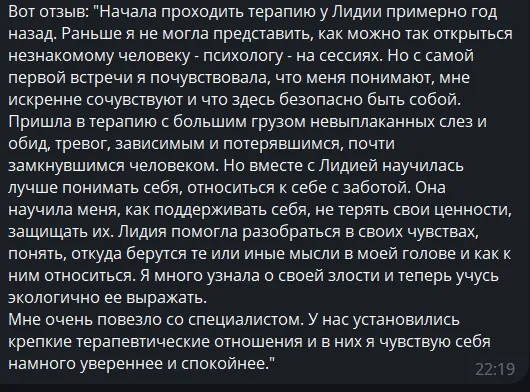 Вот отзыв: "Начала проходить терапию у Лидии примерно год
назад. Раньше я не могла представить, как можно так открыться
незнакомому человеку - психологу - на сессиях. Но с самой
первой встречи я почувствовала, что меня понимают, мне
искренне сочувствуют и что здесь безопасно быть собой.
Пришла в терапию с большим грузом невыплаканных слез и
обид, тревог, зависимым и потерявшимся, почти
замкнувшимся человеком. Но вместе с Лидией научилась
лучше понимать себя, относиться к себе с заботой. Она
научила меня, как поддерживать себя, не терять свои ценности,
защищать их. Лидия помогла разобраться в своих чувствах,
понять, откуда берутся те или иные мысли в моей голове и как к
ним относиться. Я много узнала о своей злости и теперь учусь
экологично ее выражать.
Мне очень повезло со специалистом. У нас установились
крепкие терапевтические отношения и в них я чувствую себя
намного увереннее и спокойнее."
22:19